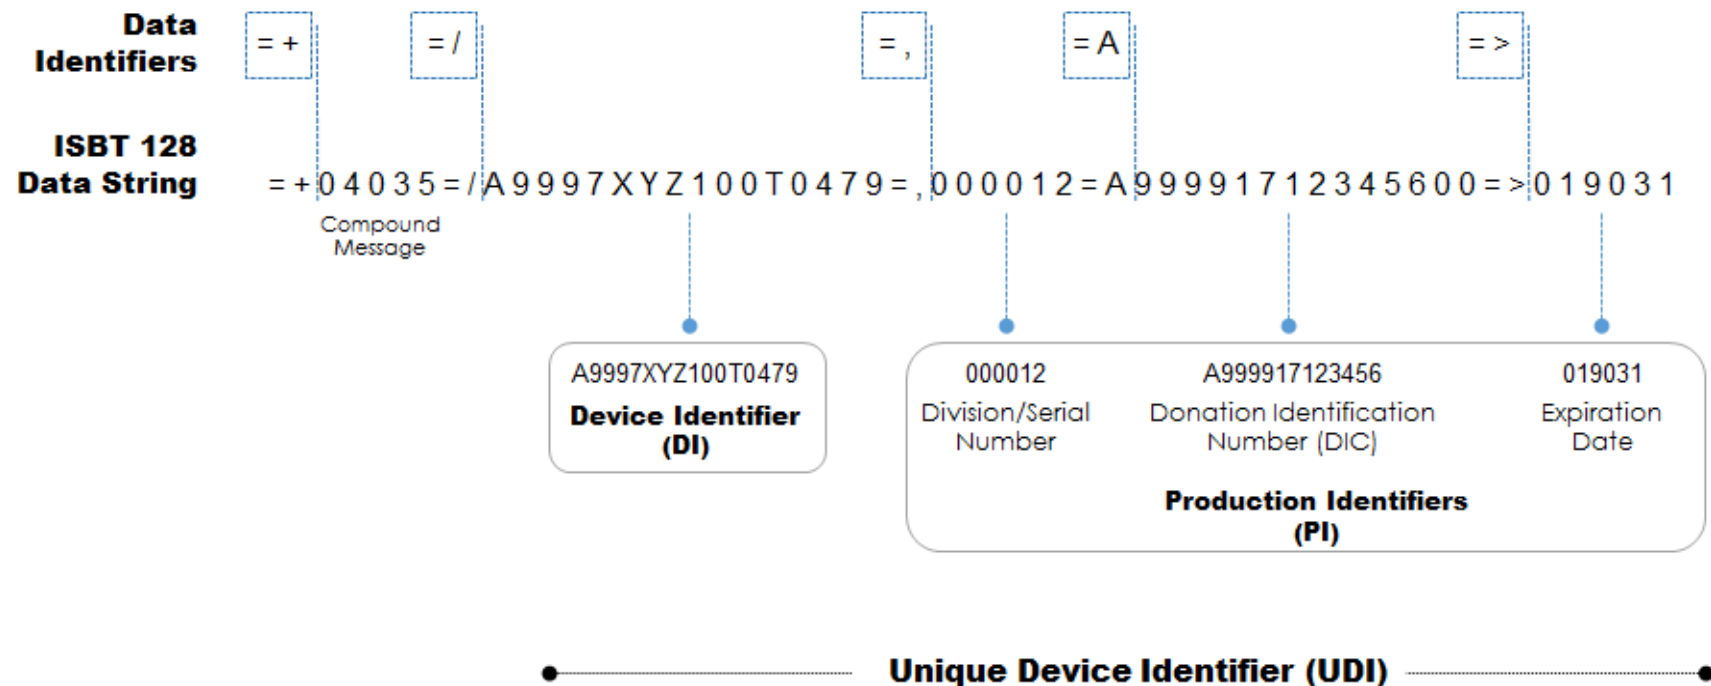 Data
Identifiers
=+
=/
=,
=A
=>
ISBT 128
Data String
=+04035=/A9997XYZ100T0479=,000012=A99991712345600=>019031
Compound
Message
A9997XYZ100T0479
Device Identifier
(DI)
000012
Division/Serial
Number
A999917123456
Donation Identification
Number (DIC)
019031
Expiration
Date
Production Identifiers
(PI)
Unique Device Identifier (UDI)